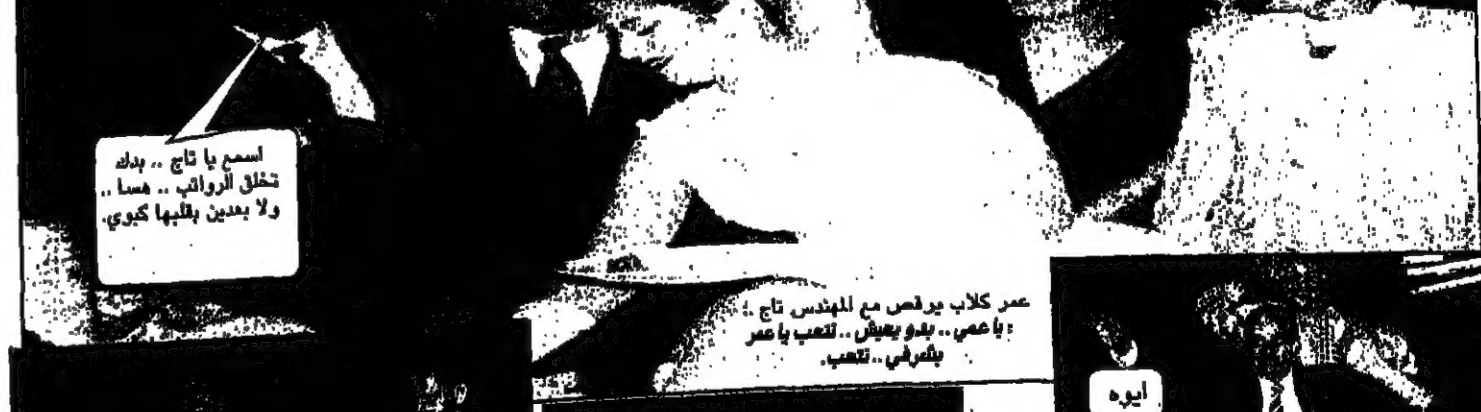 اسمع يا تاج .. بدك
تخلق الرواتب .. هسا ..
ولا بعدين بقلبها كبوي.
عمر كلاب يرقص مع المهندس تاج :
يا عمي .. بدو يعيش .. تتعب يا عمر
بشرفي .. تتعب.
ايوه